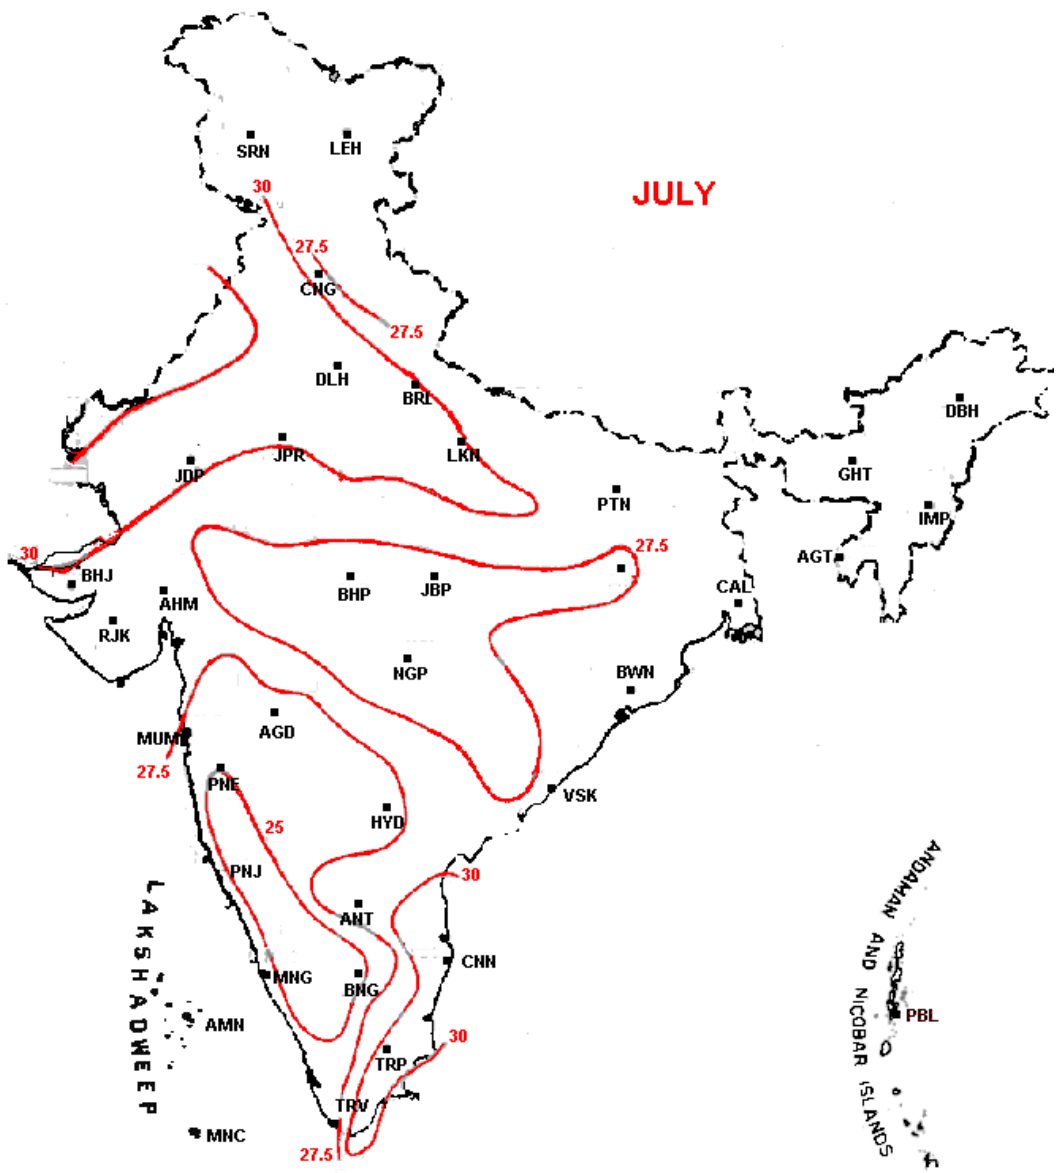 SRN
LEH
30
JULY
27.5
CNG
27.5
DLH
BRL
DBH
JPR
LKN
JDP
GHT
PTN
IMP
30
27.5
AGT
BHJ
BHP
JBP
CAL
AHM
RJK
NGP
BWN
AGD
MUM
27.5
PNE
VSK
HYD
25
PNJ
30
ANT
CNN
MNG
BNG
LAKSHADWEEP
AMN
ANDAMAN AND NICOBAR ISLANDS
PBL
30
TRP
TRV
MNC
27.5